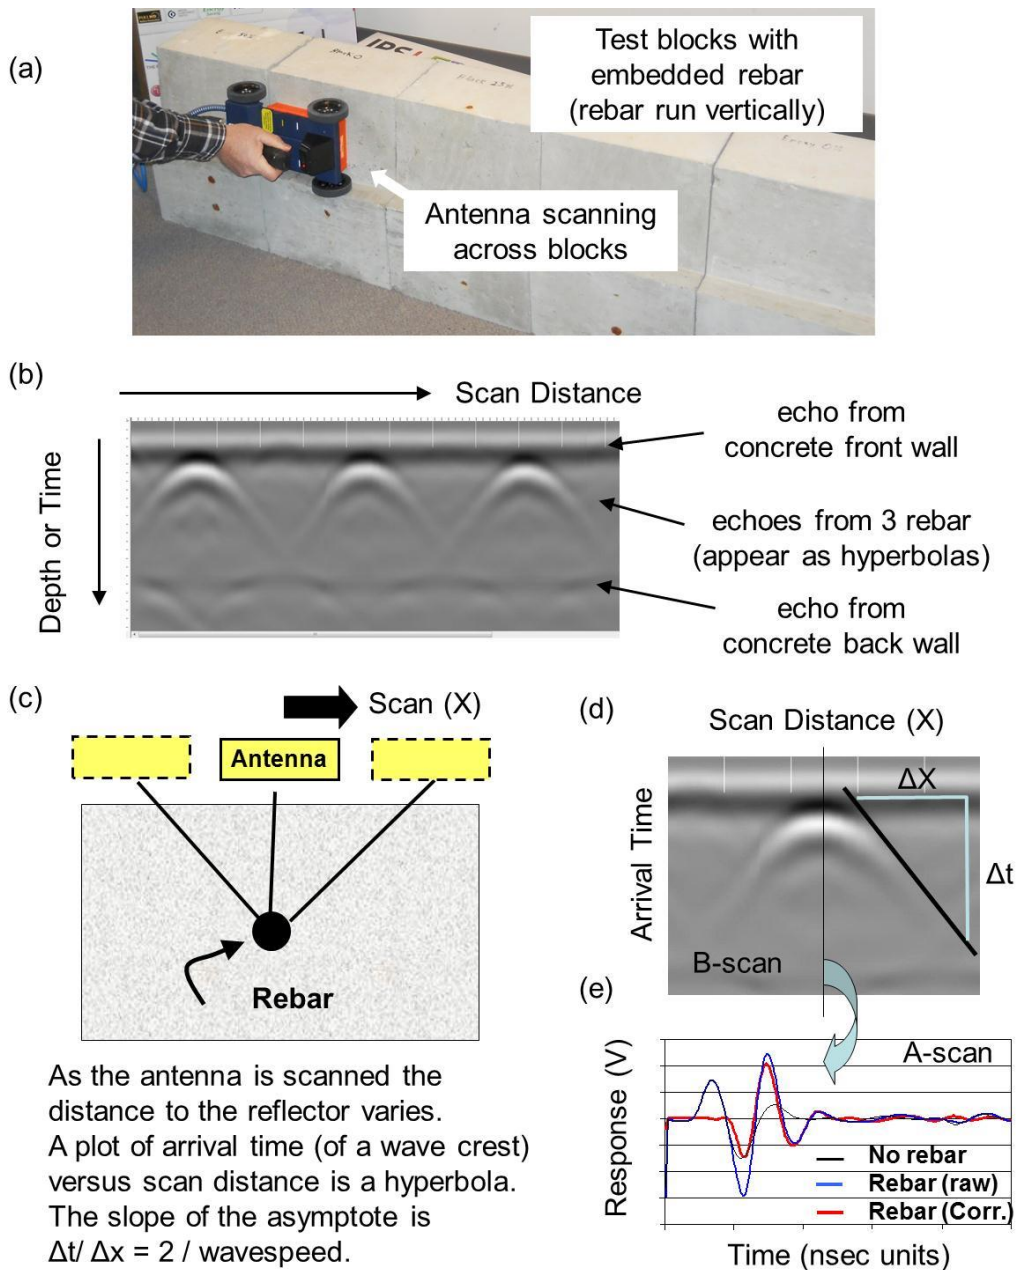 (a)
Test blocks with
embedded rebar
(rebar run vertically)
Antenna scanning
across blocks
(b)
Scan Distance
Depth or Time
echo from
concrete front wall
echoes from 3 rebar
(appear as hyperbolas)
echo from
concrete back wall
(c)
Scan (X)
Antenna
Rebar
As the antenna is scanned the
distance to the reflector varies.
A plot of arrival time (of a wave crest)
versus scan distance is a hyperbola.
The slope of the asymptote is
Δt/ Δx = 2 / wavespeed.
(d)
Scan Distance (X)
Arrival Time
ΔX
Δt
B-scan
(e)
A-scan
Response (V)
No rebar
Rebar (raw)
Rebar (Corr.)
Time (nsec units)